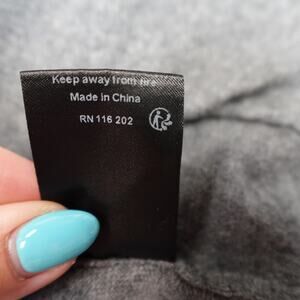 Keep away from fire
Made in China
RN 116 202